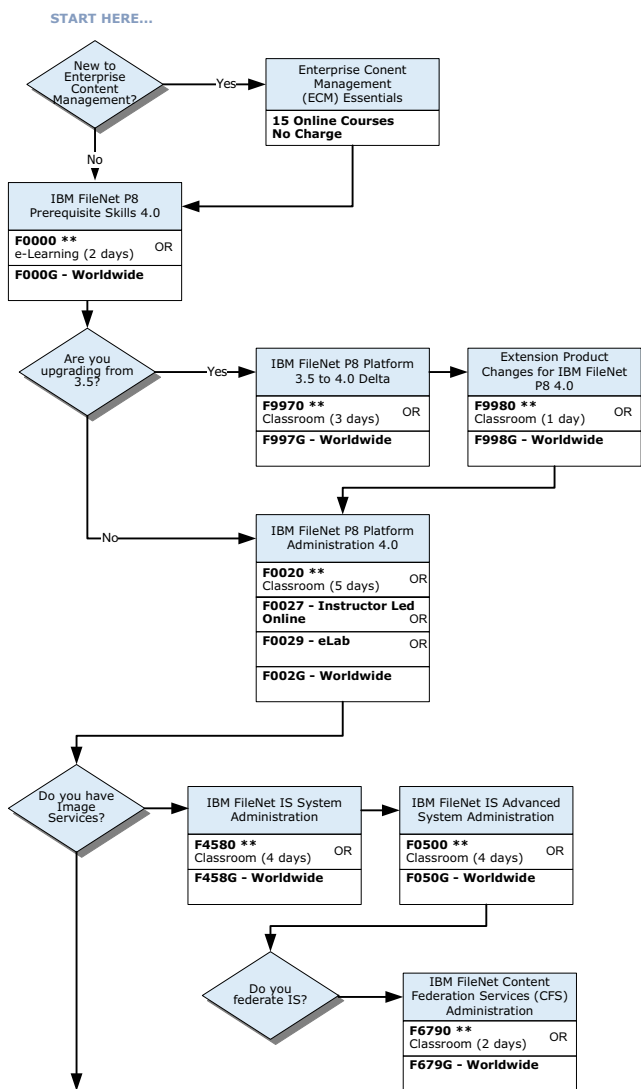 START HERE...
New to
Enterprise
Content
Management?
Yes
Enterprise Conent
Management
(ECM) Essentials
15 Online Courses
No Charge
No
IBM FileNet P8
Prerequisite Skills 4.0
F0000 **
e-Learning (2 days) OR
F000G - Worldwide
Are you
upgrading from
3.5?
Yes
IBM FileNet P8 Platform
3.5 to 4.0 Delta
F9970 **
Classroom (3 days) OR
F997G - Worldwide
Extension Product
Changes for IBM FileNet
P8 4.0
F9980 **
Classroom (1 day) OR
F998G - Worldwide
No
IBM FileNet P8 Platform
Administration 4.0
F0020 **
Classroom (5 days) OR
F0027 - Instructor Led
Online OR
F0029 - eLab OR
F002G - Worldwide
Do you have
Image
Services?
IBM FileNet IS System
Administration
F4580 **
Classroom (4 days) OR
F458G - Worldwide
IBM FileNet IS Advanced
System Administration
F0500 **
Classroom (4 days) OR
F050G - Worldwide
Do you
federate IS?
IBM FileNet Content
Federation Services (CFS)
Administration
F6790 **
Classroom (2 days) OR
F679G - Worldwide